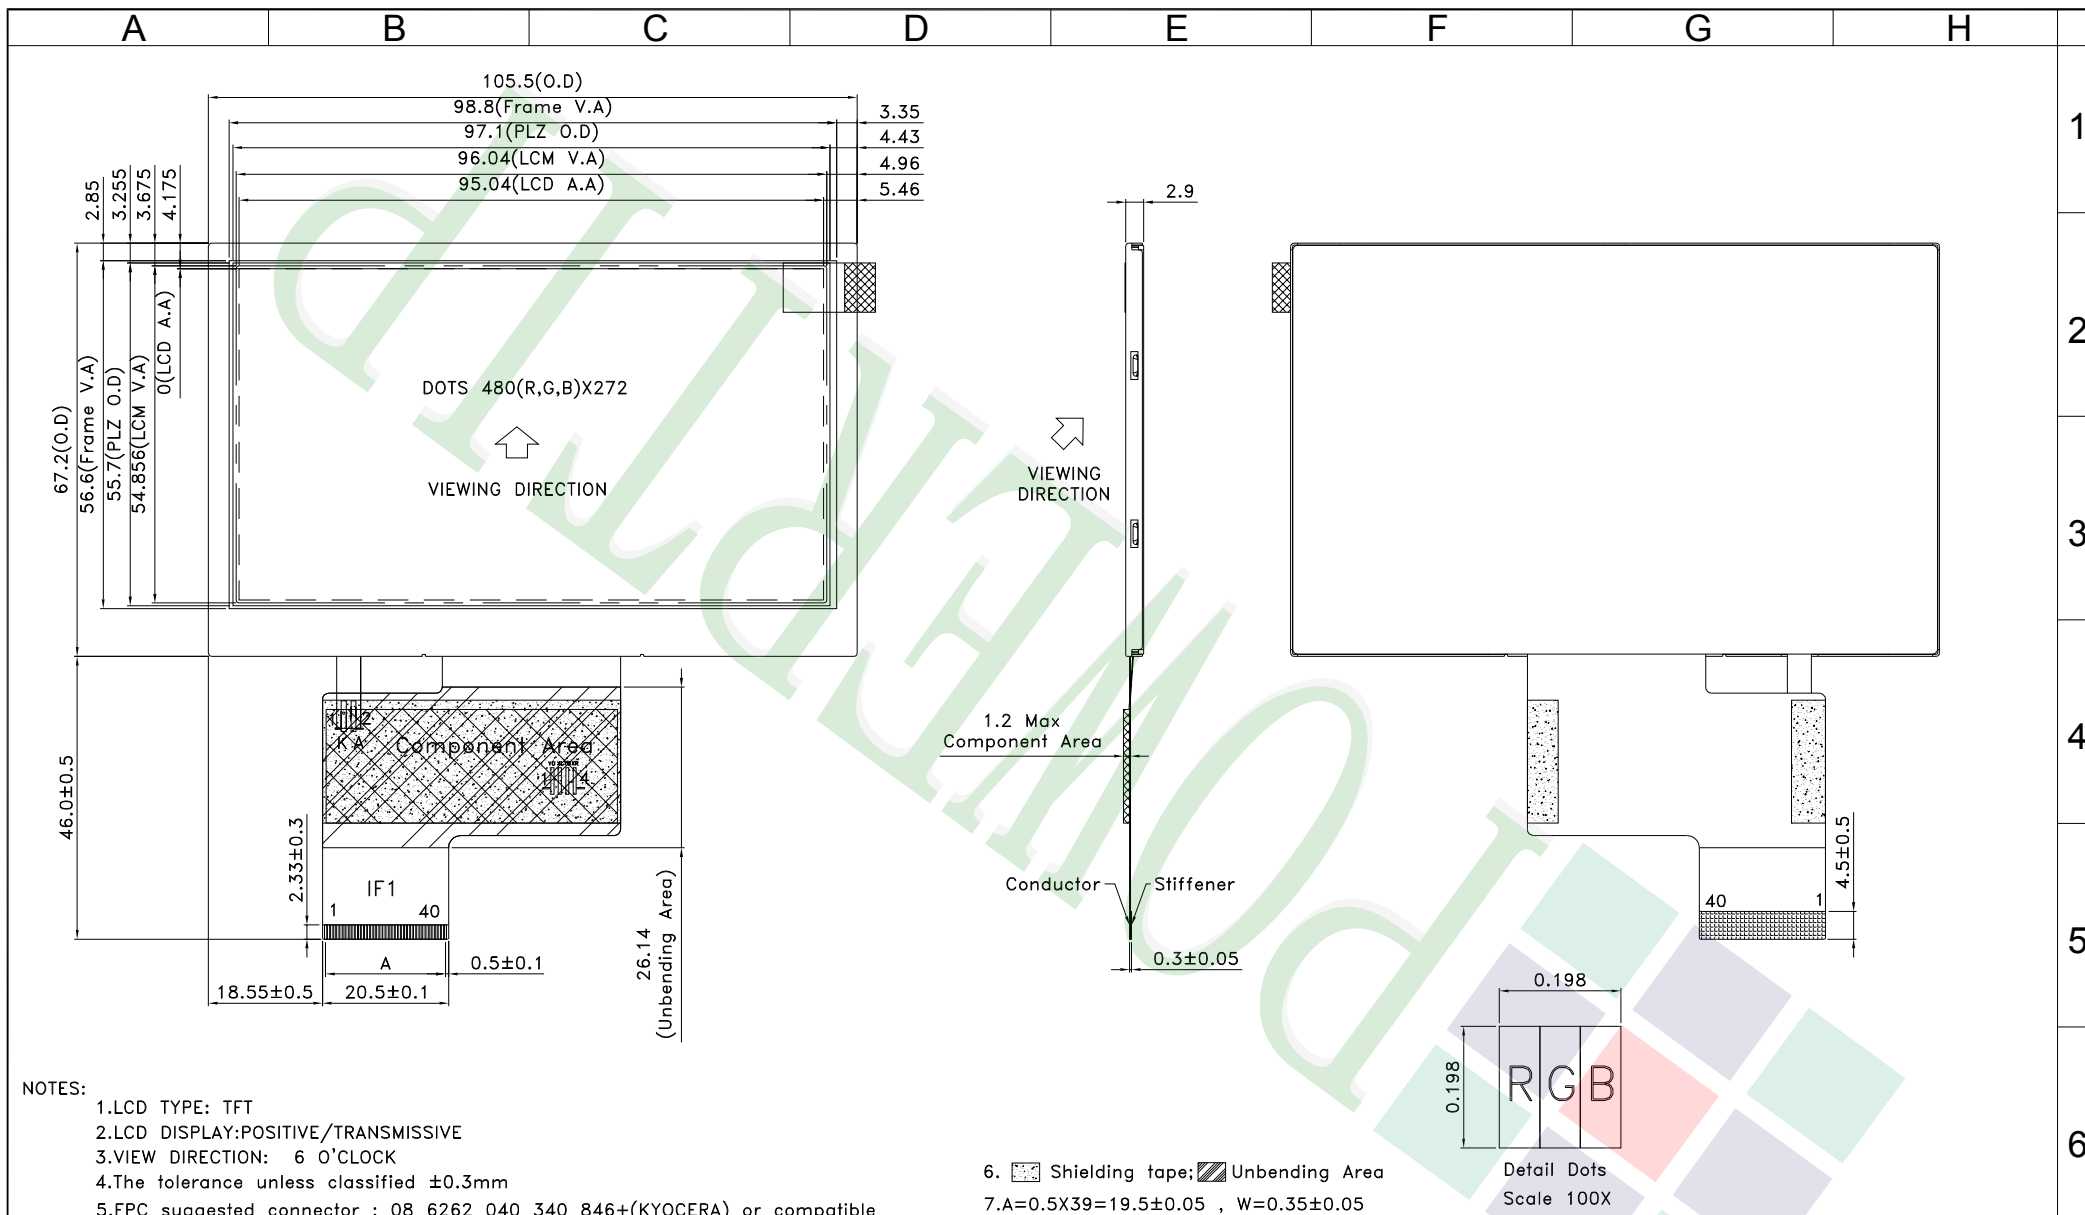 A B C D E F G H
1
2
3
4
5
6
105.5(O.D)
98.8(Frame V.A)
97.1(PLZ O.D)
96.04(LCM V.A)
95.04(LCD A.A)
3.35
4.43
4.96
5.46
2.85
3.255
3.675
4.175
67.2(O.D)
56.6(Frame V.A)
55.7(PLZ O.D)
54.856(LCM V.A)
0(LCD A.A)
DOTS 480(R,G,B)X272
VIEWING DIRECTION
2.9
VIEWING
DIRECTION
46.0±0.5
1 2
K A
Component Area
1 4
2.33±0.3
IF1
1 40
A
0.5±0.1
18.55±0.5
20.5±0.1
26.14
(Unbending Area)
1.2 Max
Component Area
Conductor
Stiffener
0.3±0.05
40 1
4.5±0.5
0.198
0.198
R G B
Detail Dots
Scale 100X
POWERTIP
NOTES:
1.LCD TYPE: TFT
2.LCD DISPLAY:POSITIVE/TRANSMISSIVE
3.VIEW DIRECTION: 6 O'CLOCK
4.The tolerance unless classified ±0.3mm
5.FPC suggested connector : 08 6262 040 340 846+(KYOCERA) or compatible
6. Shielding tape; Unbending Area
7.A=0.5X39=19.5±0.05 , W=0.35±0.05